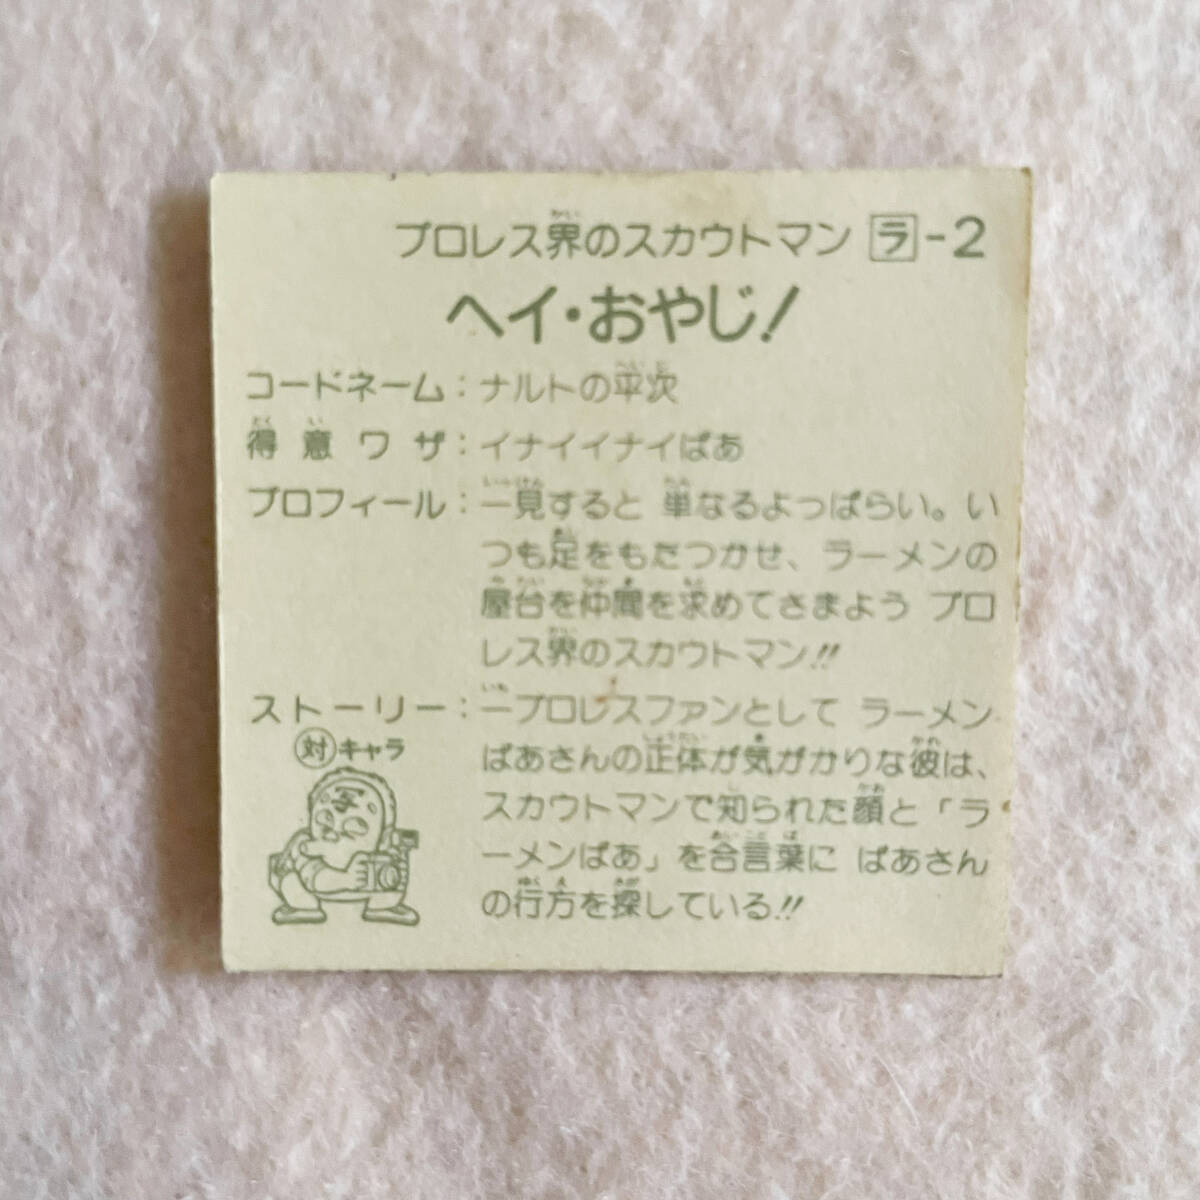 プロレス界のスカウトマン ラ-2
ヘイ・おやじ!
コードネーム:ナルトの平次
得意ワザ:イナイイナイばあ
プロフィール:一見すると 単なるよっぱらい。い
つも足をもたつかせ、ラーメンの
屋台を仲間を求めてさまよう プロ
レス界のスカウトマン!!
ストーリー:一プロレスファンとして ラーメン
ばあさんの正体が気がかりな彼は、
スカウトマンで知られた顔と「ラ
ーメンばあ」を合言葉に ばあさん
の行方を探している!!
対キャラ
写